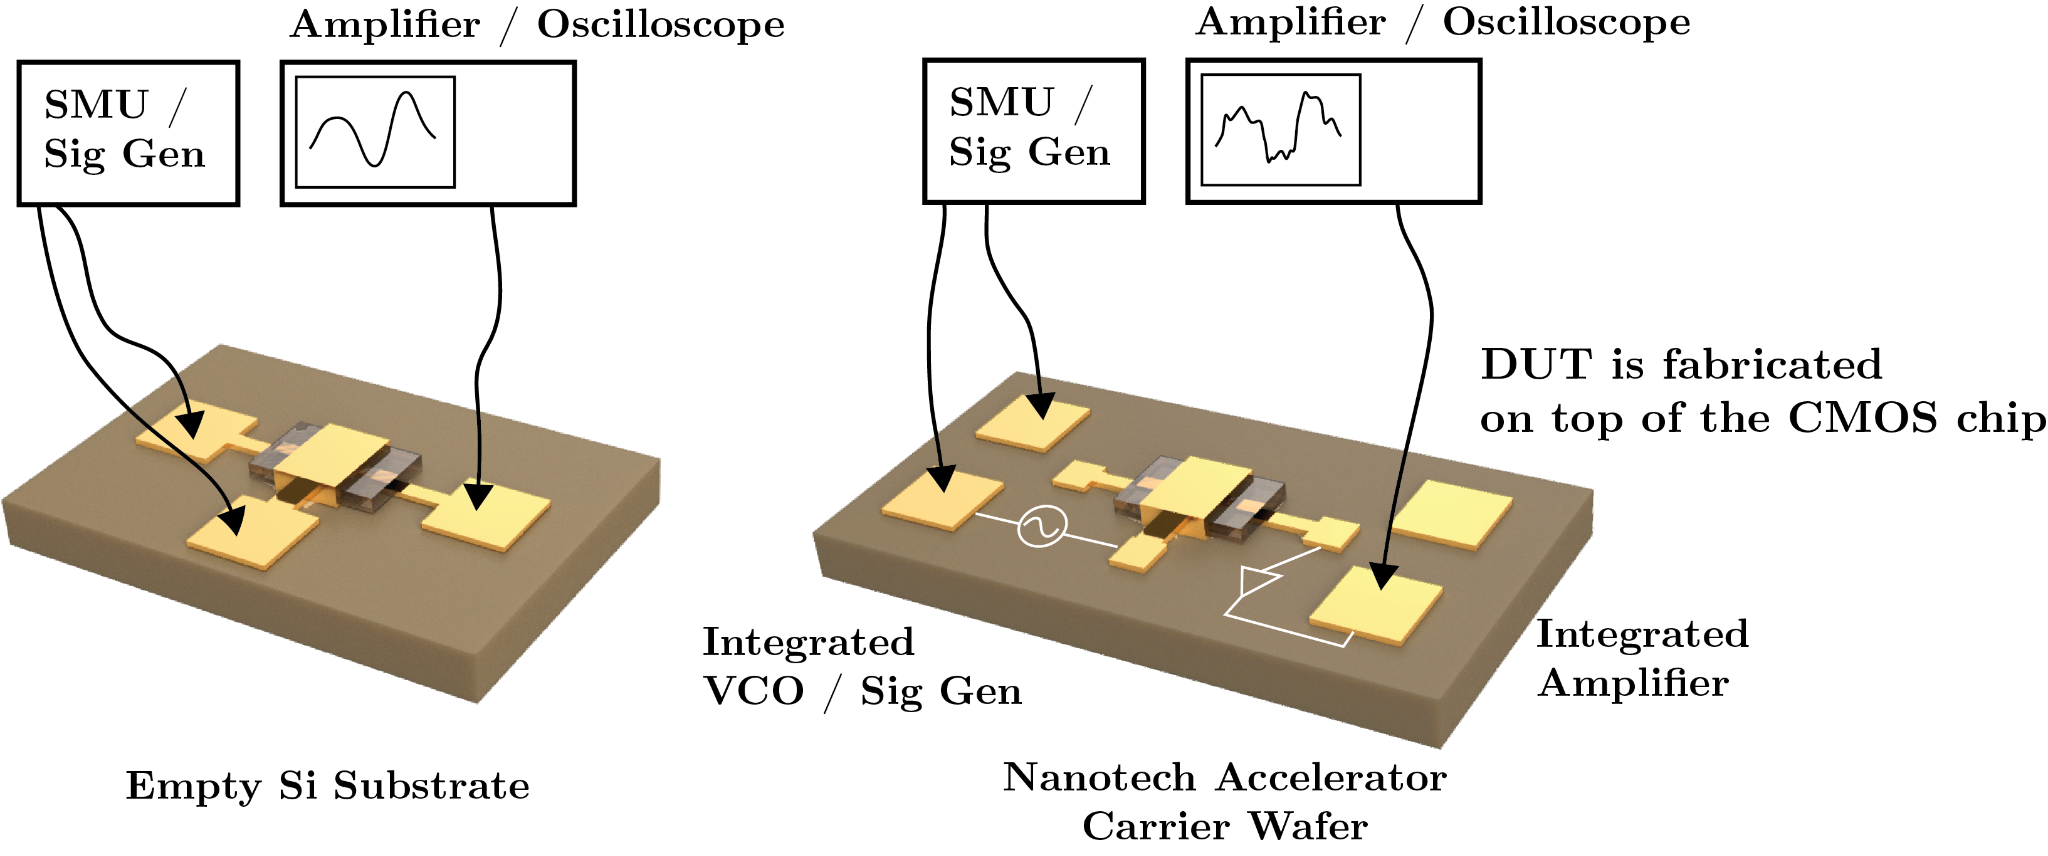 Amplifier / Oscilloscope
SMU /
Sig Gen
Empty Si Substrate
Amplifier / Oscilloscope
SMU /
Sig Gen
DUT is fabricated
on top of the CMOS chip
Integrated
VCO / Sig Gen
Integrated
Amplifier
Nanotech Accelerator
Carrier Wafer